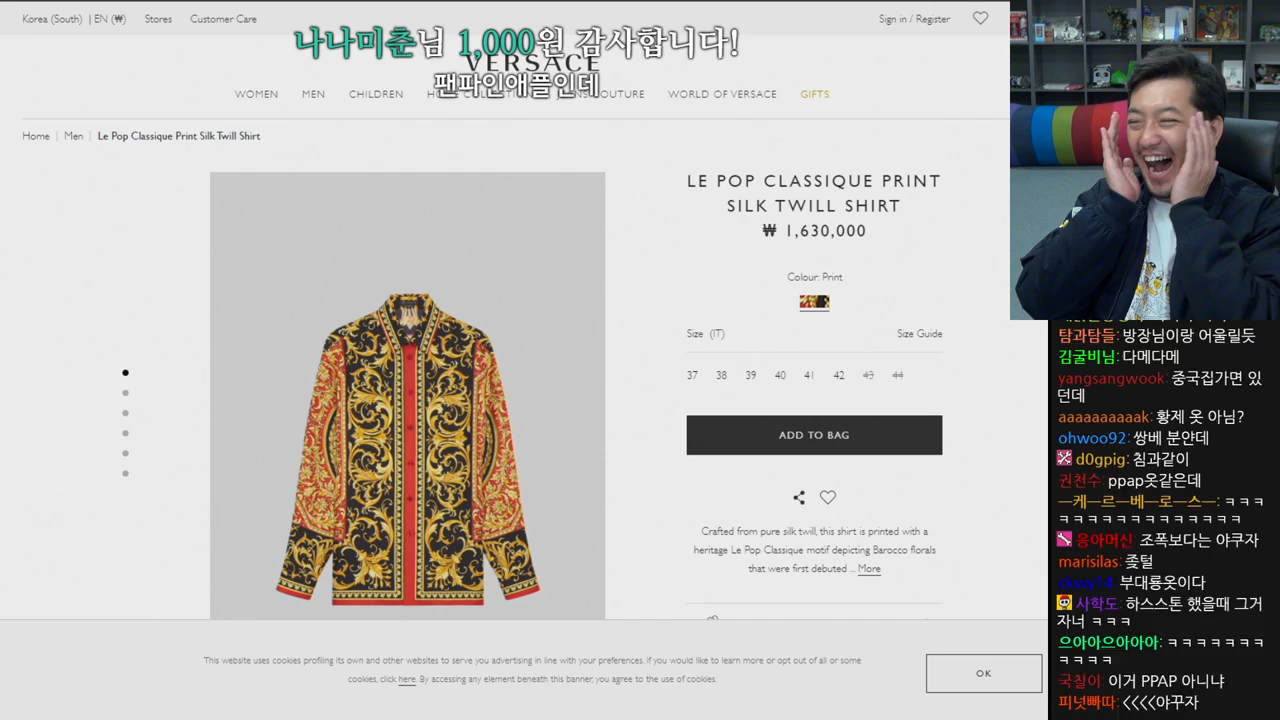 Korea (South) | EN (₩) Stores Customer Care
Sign in / Register
나나미춘님 1,000원 감사합니다!
VERSACE
팬파인애플인데
WOMEN MEN CHILDREN WORLD OF VERSACE GIFTS
Home | Men | Le Pop Classique Print Silk Twill Shirt
LE POP CLASSIQUE PRINT
SILK TWILL SHIRT
₩ 1,630,000
Colour: Print
Size (IT) Size Guide
37 38 39 40 41 42 43 44
ADD TO BAG
Crafted from pure silk twill, this shirt is printed with a
heritage Le Pop Classique motif depicting Barocco florals
that were first debuted ... More
This website uses cookies profiling its own and other websites to serve you advertising in line with your preferences. If you would like to learn more or opt out of all or some
cookies, click here. By accessing any element beneath this banner, you agree to the use of cookies.
OK
탐과탐들: 방장님이랑 어울릴듯
김굴비님: 다메다메
yangsangwook: 중국집가면 있
던데
aaaaaaaaaak: 황제 옷 아님?
ohwoo92: 쌍베 분얀데
d0gpig: 침과같이
권천수: ppap옷같은데
ㅡ케ㅡ르ㅡ베ㅡ로ㅡ스ㅡ: ㅋㅋㅋ
ㅋㅋㅋㅋㅋㅋㅋㅋㅋㅋㅋㅋㅋ
웅아머신: 조폭보다는 야쿠자
marisilas: 좆털
ckwy14: 부대룡옷이다
사학도: 하스스톤 했을때 그거
자너 ㅋㅋㅋ
으아아으아아아: ㅋㅋㅋㅋㅋㅋㅋ
ㅋㅋㅋㅋ
국칠이: 이거 PPAP 아니냐
피넛빠따: <<<<야꾸자